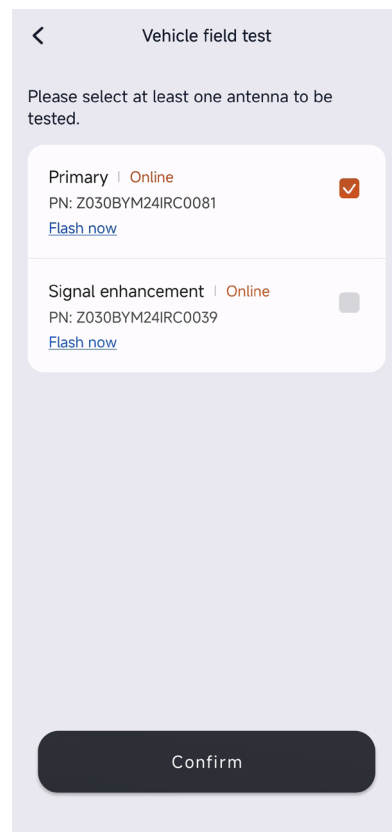 Vehicle field test
Please select at least one antenna to be
tested.
Primary | Online
PN: Z030BYM24IRC0081
Flash now
Signal enhancement | Online
PN: Z030BYM24IRC0039
Flash now
Confirm